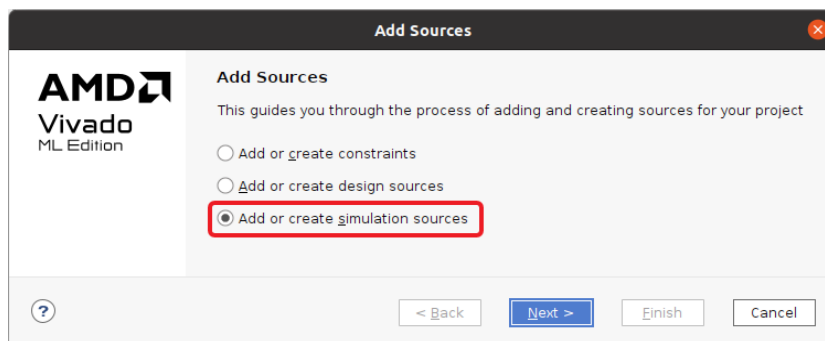 Add Sources
AMD
Vivado
ML Edition
Add Sources
This guides you through the process of adding and creating sources for your project
Add or create constraints
Add or create design sources
Add or create simulation sources
?
< Back
Next >
Finish
Cancel